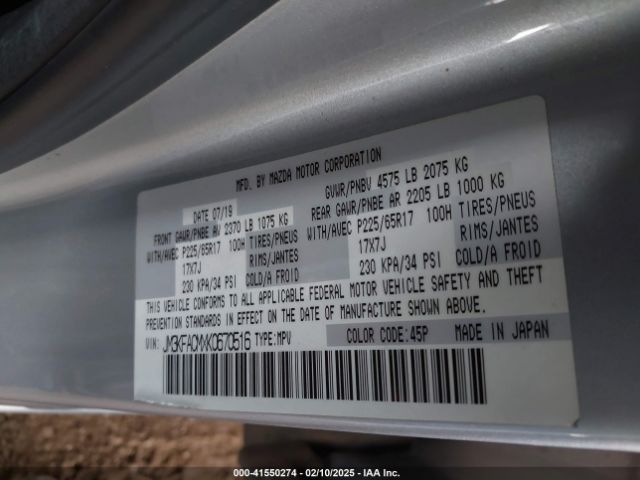 MFD. BY MAZDA MOTOR CORPORATION
DATE 07/19 GVWR/PNBV 4575 LB 2075 KG
FRONT GAWR/PNBE AV 2370 LB 1075 KG REAR GAWR/PNBE AR 2205 LB 1000 KG
WITH/AVEC P225/65R17 100H TIRES/PNEUS WITH/AVEC P225/65R17 100H TIRES/PNEUS
17X7J RIMS/JANTES 17X7J RIMS/JANTES
230 KPA/34 PSI COLD/A FROID 230 KPA/34 PSI COLD/A FROID
THIS VEHICLE CONFORMS TO ALL APPLICABLE FEDERAL MOTOR VEHICLE SAFETY AND THEFT
PREVENTION STANDARDS IN EFFECT ON THE DATE OF MANUFACTURE SHOWN ABOVE.
VIN: JM3KFACMXK0670516 TYPE:MPV COLOR CODE:45P MADE IN JAPAN
000-41550274 - 02/10/2025 - IAA Inc.